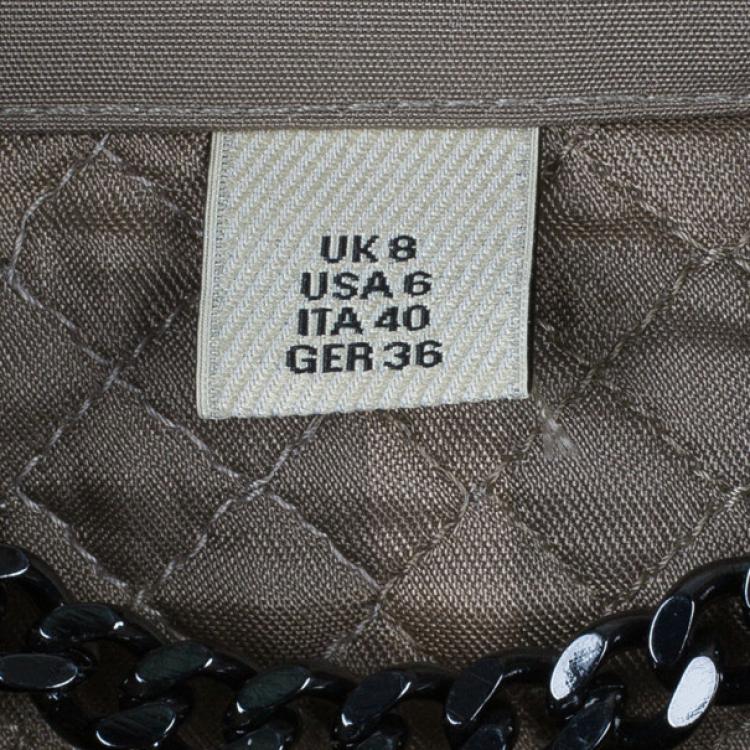 UK 8
USA 6
ITA 40
GER 36